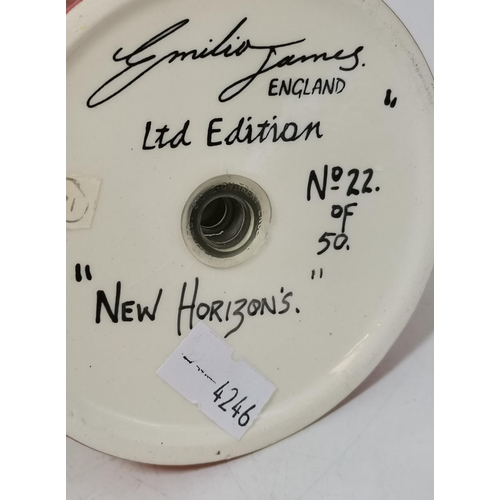 Emilio James.
ENGLAND
"
Ltd Edition
Nº 22.
OF
50.
"NEW HORIZON'S."
4246